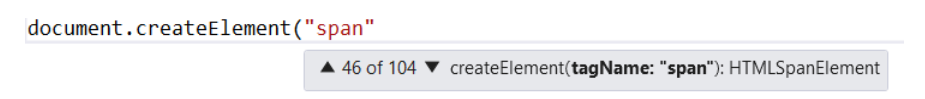 document.createElement("span"
▲ 46 of 104 ▼ createElement(tagName: "span"): HTMLSpanElement